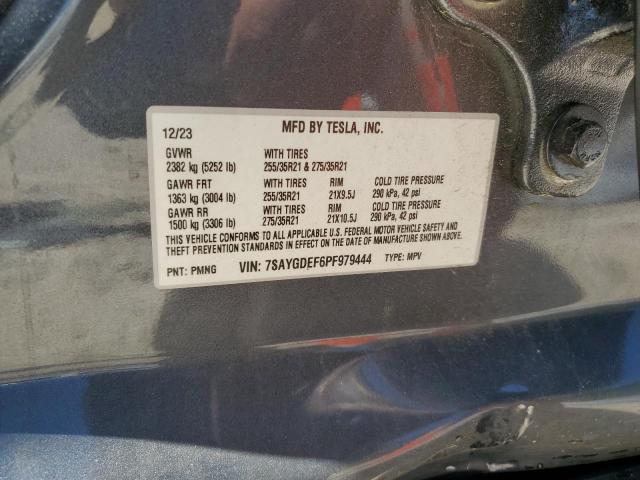 12/23 MFD BY TESLA, INC.
GVWR WITH TIRES
2382 kg (5252 lb) 255/35R21 & 275/35R21
GAWR FRT WITH TIRES RIM COLD TIRE PRESSURE
1363 kg (3004 lb) 255/35R21 21X9.5J 290 kPa, 42 psi
GAWR RR WITH TIRES RIM COLD TIRE PRESSURE
1500 kg (3306 lb) 275/35R21 21X10.5J 290 kPa, 42 psi
THIS VEHICLE CONFORMS TO ALL APPLICABLE U.S. FEDERAL MOTOR VEHICLE SAFETY AND
THEFT PREVENTION STANDARDS IN EFFECT ON THE DATE OF MANUFACTURE SHOWN ABOVE.
PNT: PMNG VIN: 7SAYGDEF6PF979444 TYPE: MPV